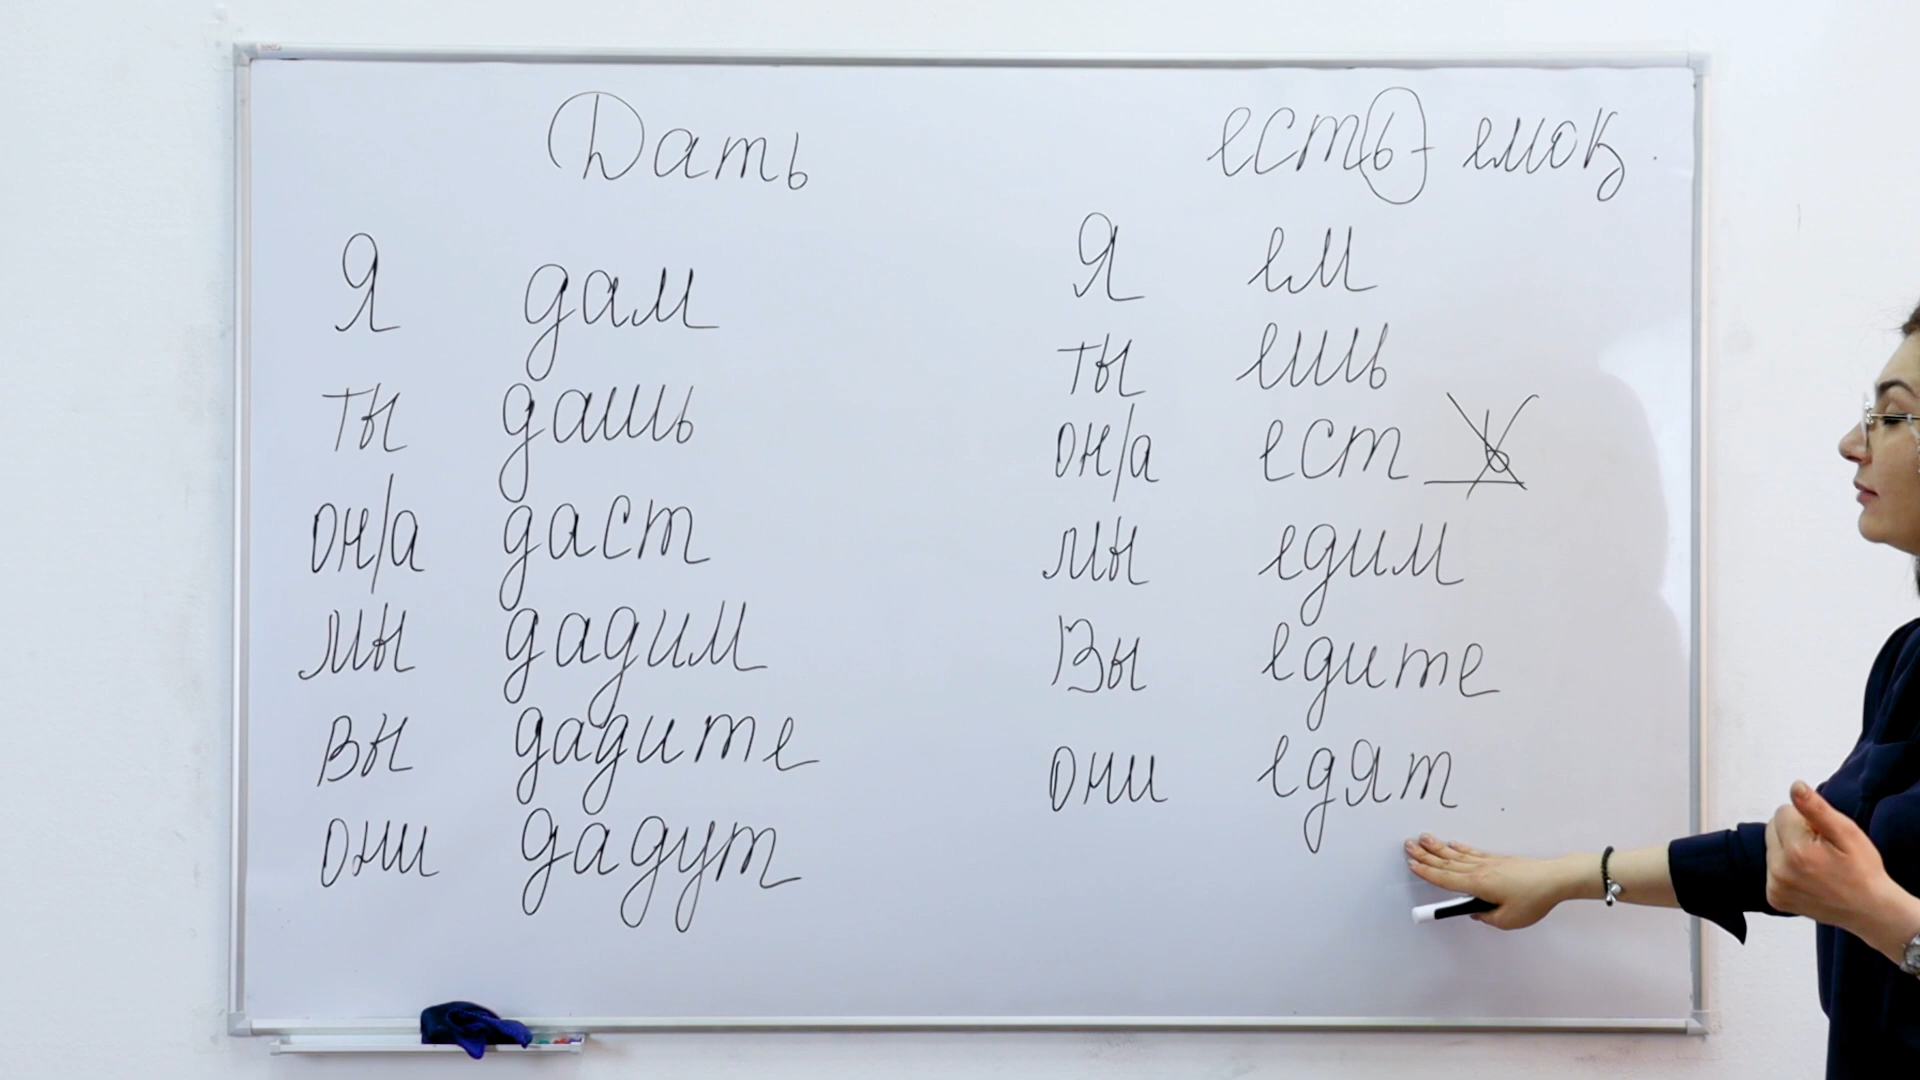 Дать
Я дам
ты дашь
он/а даст
мы дадим
вы дадите
они дадут
есть -
Я ем
ты ешь
он/а ест ь
мы едим
Вы едите
они едят